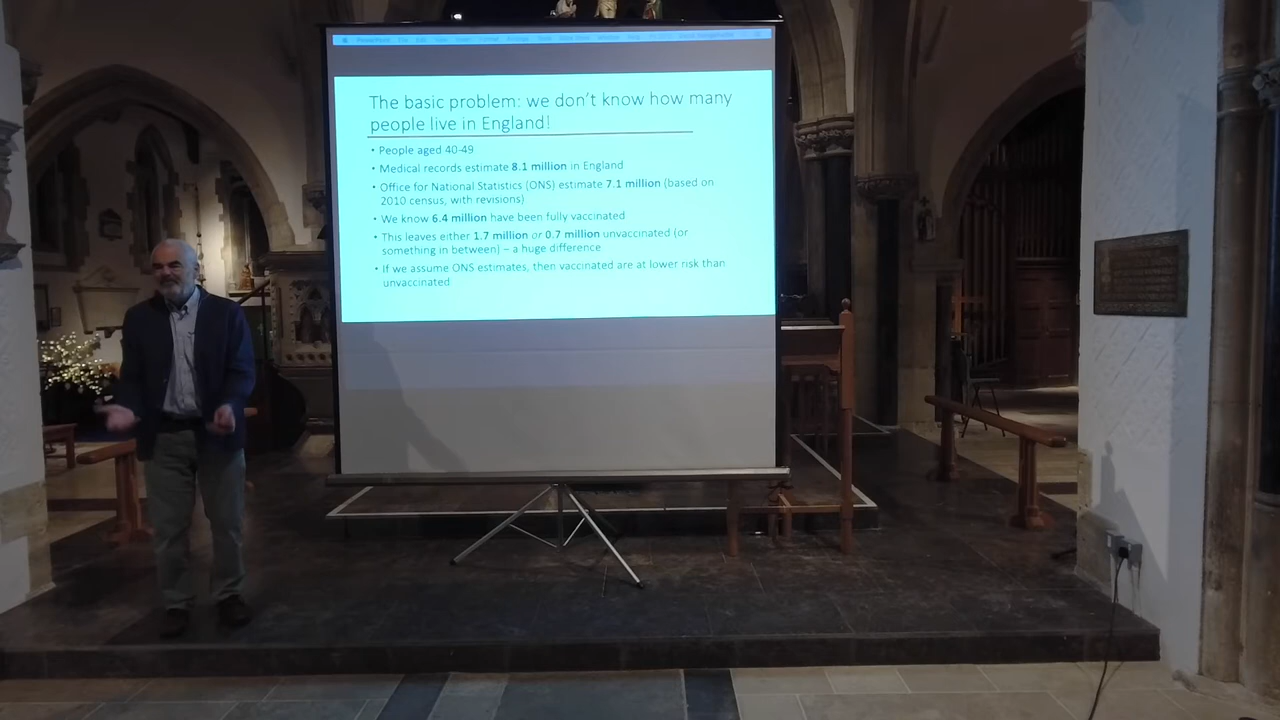 The basic problem: we don't know how many
people live in England!
• People aged 40-49
• Medical records estimate 8.1 million in England
• Office for National Statistics (ONS) estimate 7.1 million (based on
2010 census, with revisions)
• We know 6.4 million have been fully vaccinated
• This leaves either 1.7 million or 0.7 million unvaccinated (or
something in between) – a huge difference
• If we assume ONS estimates, then vaccinated are at lower risk than
unvaccinated